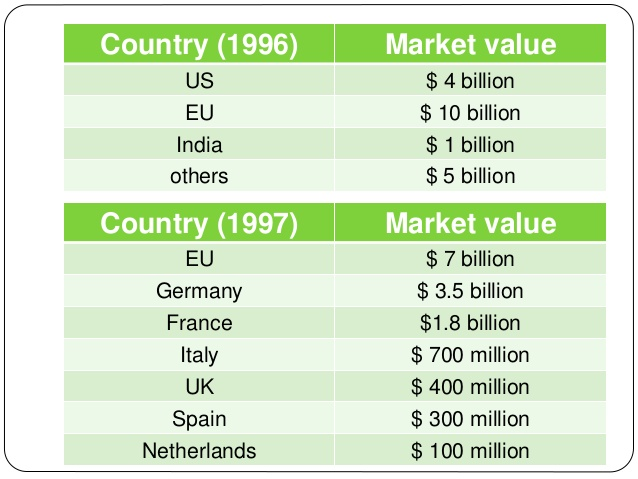 Country (1996) Market value
US $ 4 billion
EU $ 10 billion
India $ 1 billion
others $ 5 billion
Country (1997) Market value
EU $ 7 billion
Germany $ 3.5 billion
France $1.8 billion
Italy $ 700 million
UK $ 400 million
Spain $ 300 million
Netherlands $ 100 million